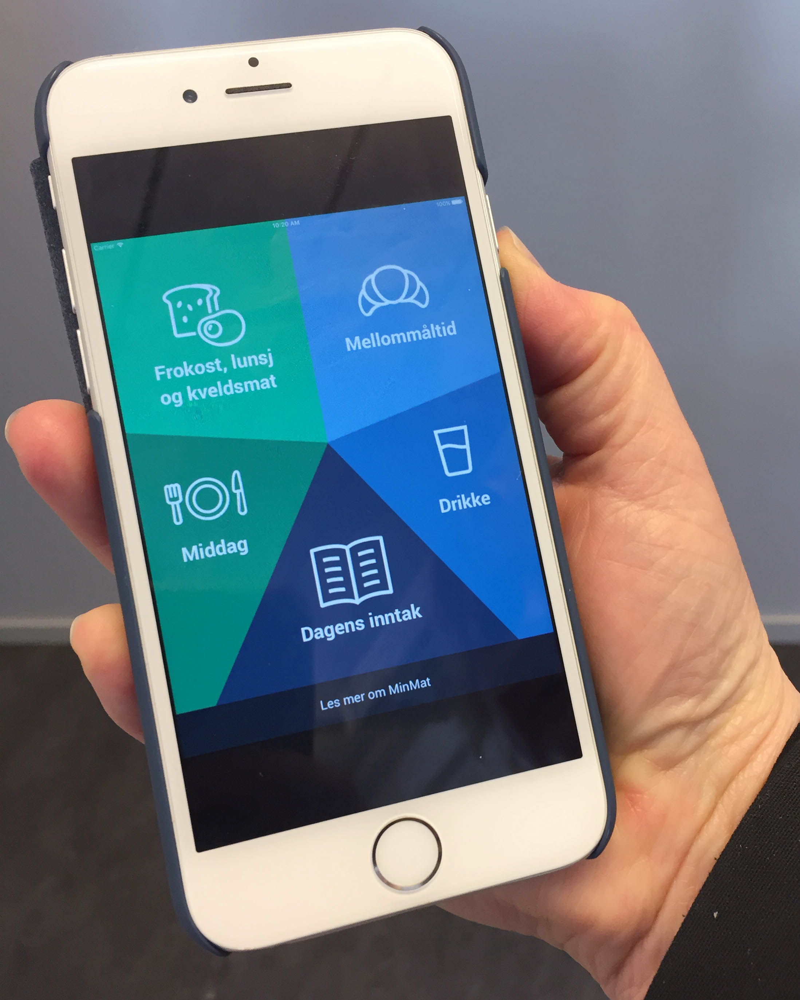 Carrier
10:20 AM
100%
Frokost, lunsj
og kveldsmat
Mellommåltid
Middag
Drikke
Dagens inntak
Les mer om MinMat